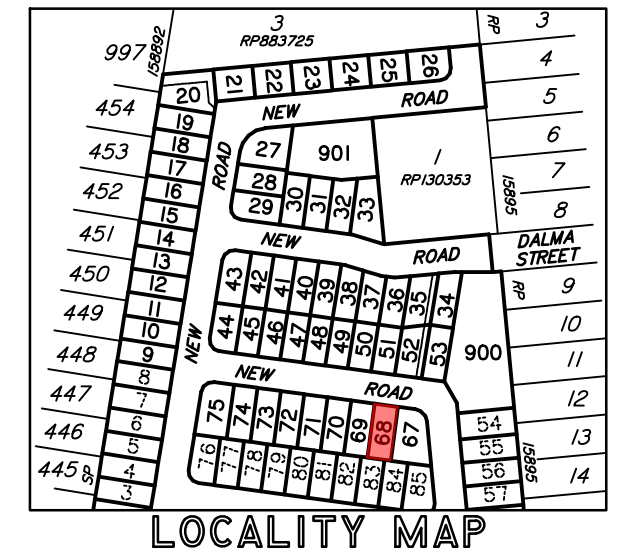 3
RP883725
997
158892
RP
3
4
5
6
7
8
21 22 23 24 25 26
20
19
18
17
16
15
14
13
12
11
10
9
8
7
6
5
4
3
454
453
452
451
450
449
448
447
446
445
SP
NEW ROAD
ROAD
NEW
27
28
29
901
30 31 32 33
1
RP130353
15895
NEW ROAD
DALMA
STREET
43 42 41 40 39 38 37 36 35 34
44 45 46 47 48 49 50 51 52 53
900
RP
9
10
11
12
13
14
NEW ROAD
75 74 73 72 71 70 69 68 67
76 77 78 79 80 81 82 83 84 85
54
55
56
57
15895
LOCALITY MAP